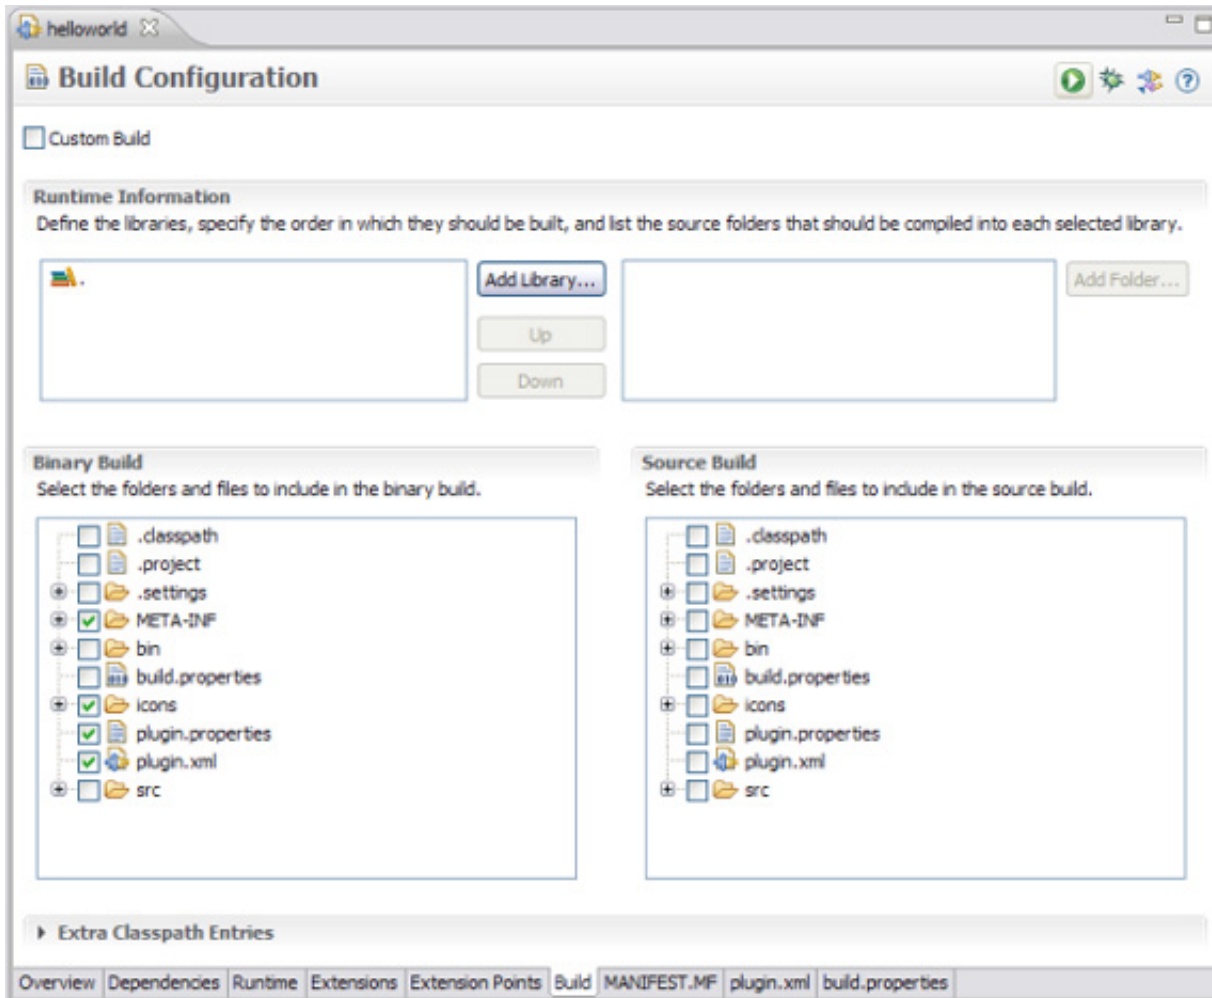 helloworld
Build Configuration
Custom Build
Runtime Information
Define the libraries, specify the order in which they should be built, and list the source folders that should be compiled into each selected library.
.
Add Library...
Add Folder...
Up
Down
Binary Build
Select the folders and files to include in the binary build.
.classpath
.project
.settings
META-INF
bin
build.properties
icons
plugin.properties
plugin.xml
src
Source Build
Select the folders and files to include in the source build.
.classpath
.project
.settings
META-INF
bin
build.properties
icons
plugin.properties
plugin.xml
src
Extra Classpath Entries
Overview Dependencies Runtime Extensions Extension Points Build MANIFEST.MF plugin.xml build.properties